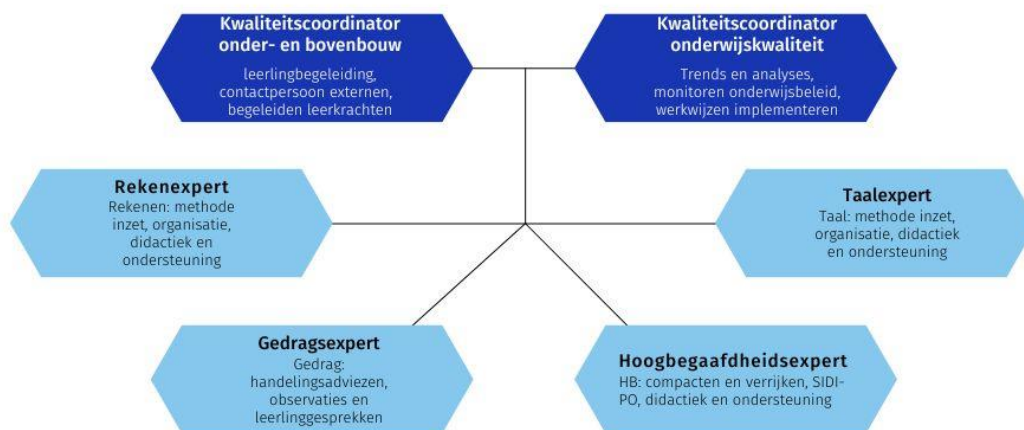 Kwaliteitscoordinator
onder- en bovenbouw
leerlingbegeleiding,
contactpersoon externen,
begeleiden leerkrachten
Kwaliteitscoordinator
onderwijskwaliteit
Trends en analyses,
monitoren onderwijsbeleid,
werkwijzen implementeren
Rekenexpert
Rekenen: methode
inzet, organisatie,
didactiek en
ondersteuning
Taalexpert
Taal: methode inzet,
organisatie, didactiek
en ondersteuning
Gedragsexpert
Gedrag:
handelingsadviezen,
observaties en
leerlinggesprekken
Hoogbegaafdheidsexpert
HB: compacten en verrijken, SIDI-
PO, didactiek en ondersteuning